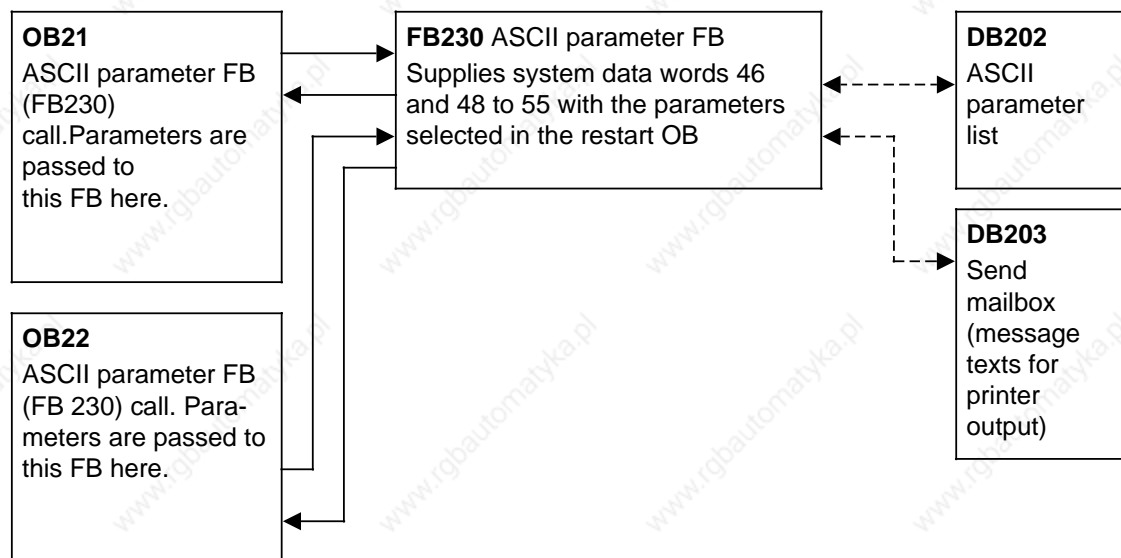 OB21
ASCII parameter FB
(FB230)
call.Parameters are
passed to
this FB here.
FB230 ASCII parameter FB
Supplies system data words 46
and 48 to 55 with the parameters
selected in the restart OB
DB202
ASCII
parameter
list
DB203
Send
mailbox
(message
texts for
printer
output)
OB22
ASCII parameter FB
(FB 230) call. Para-
meters are passed to
this FB here.
www.rgbautomatyka.pl